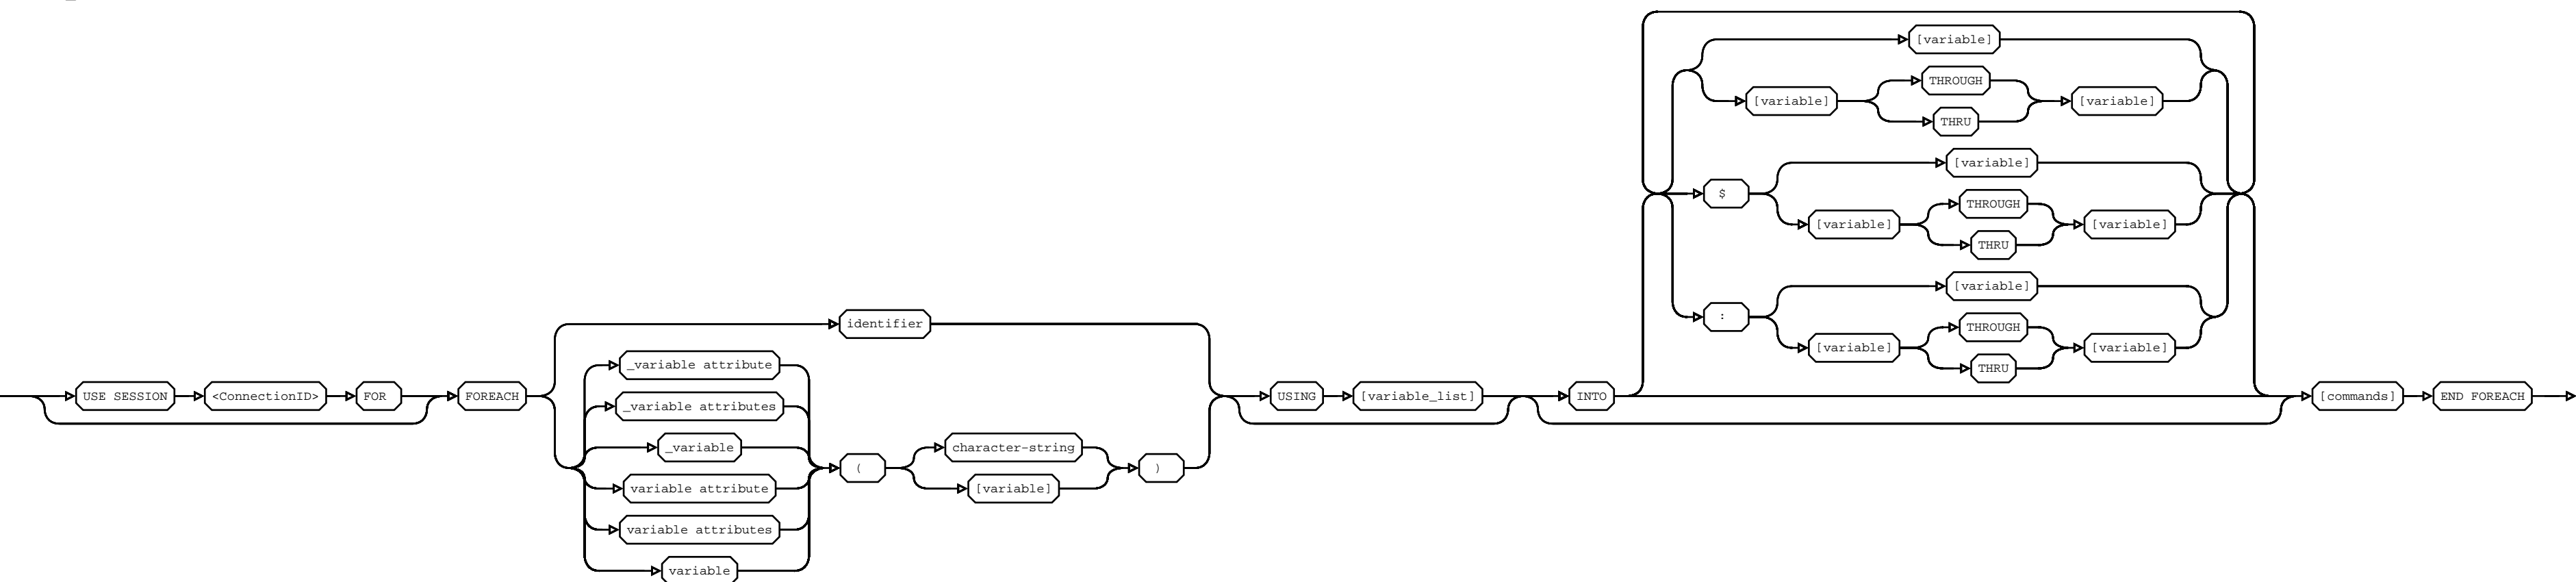 [variable]
THROUGH
[variable] [variable]
THRU
[variable]
$
THROUGH
[variable] [variable]
THRU
[variable]
:
identifier
THROUGH
[variable] [variable]
_variable attribute
THRU
USE SESSION <ConnectionID> FOR FOREACH USING [variable_list] INTO [commands] END FOREACH
_variable attributes
_variable character-string
( )
variable attribute [variable]
variable attributes
variable